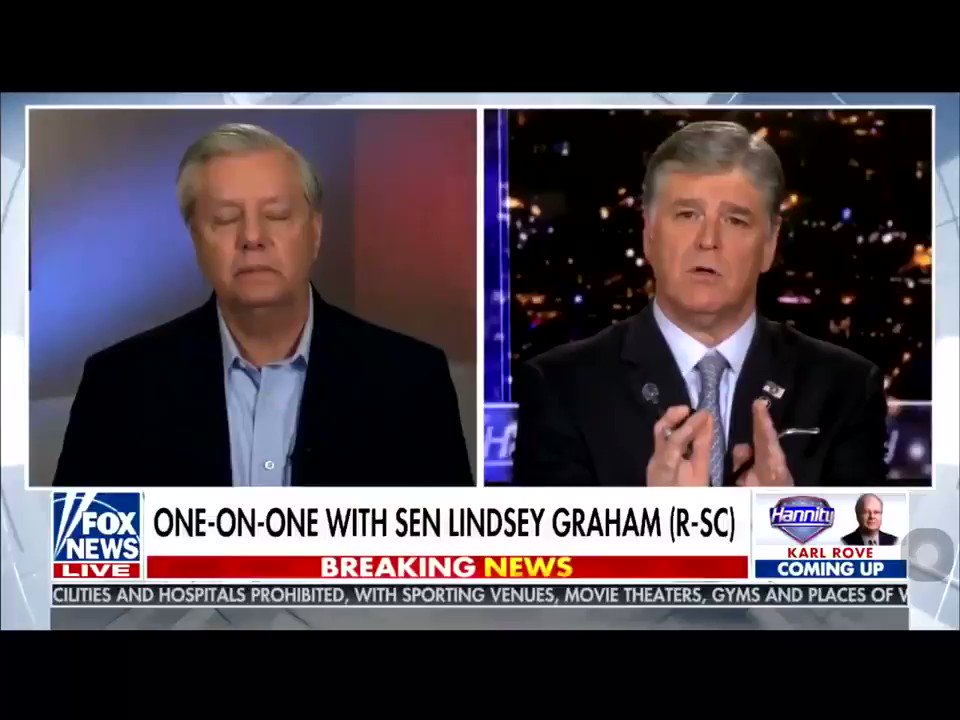 FOX
NEWS
LIVE
ONE-ON-ONE WITH SEN LINDSEY GRAHAM (R-SC)
BREAKING NEWS
Hannity
KARL ROVE
COMING UP
CILITIES AND HOSPITALS PROHIBITED, WITH SPORTING VENUES, MOVIE THEATERS, GYMS AND PLACES OF